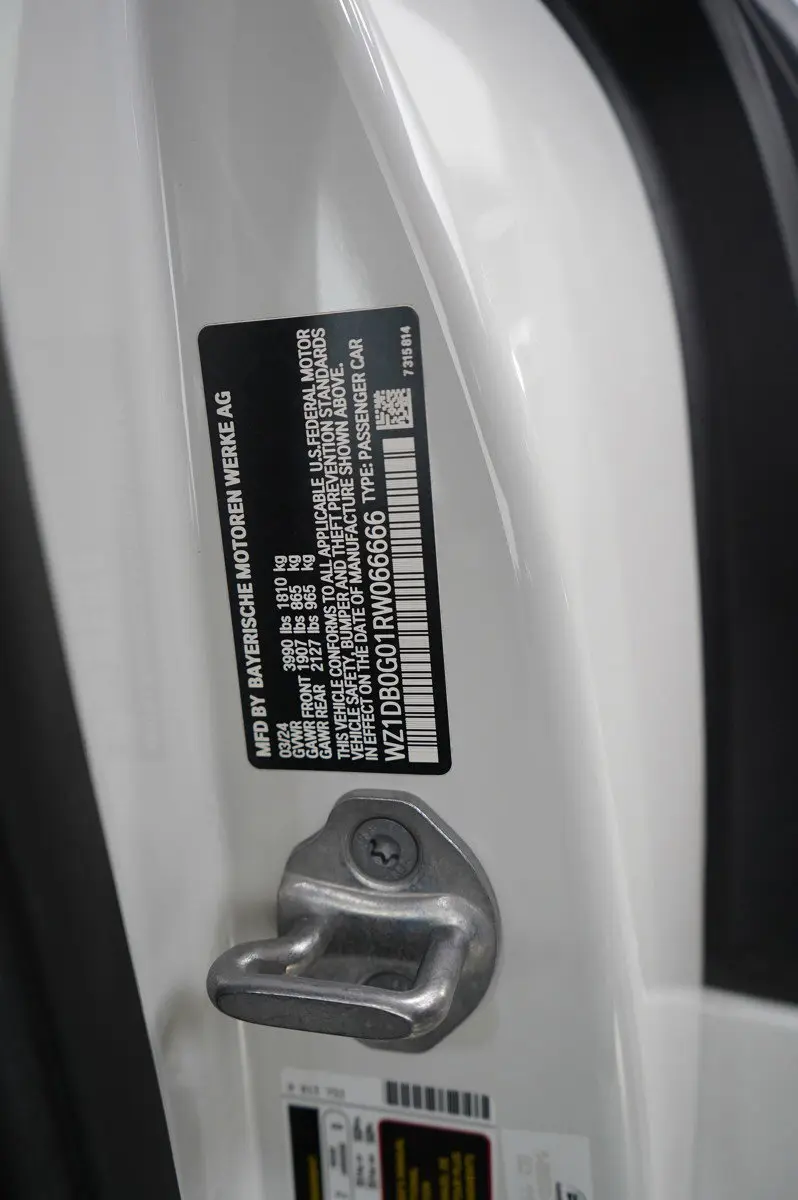 MFD BY BAYERISCHE MOTOREN WERKE AG
03/24
GVWR 3990 lbs 1810 kg
GAWR FRONT 1907 lbs 865 kg
GAWR REAR 2127 lbs 965 kg
THIS VEHICLE CONFORMS TO ALL APPLICABLE U.S.FEDERAL MOTOR
VEHICLE SAFETY, BUMPER AND THEFT PREVENTION STANDARDS
IN EFFECT ON THE DATE OF MANUFACTURE SHOWN ABOVE.
WZ1DB0G01RW066666 TYPE: PASSENGER CAR
7315814